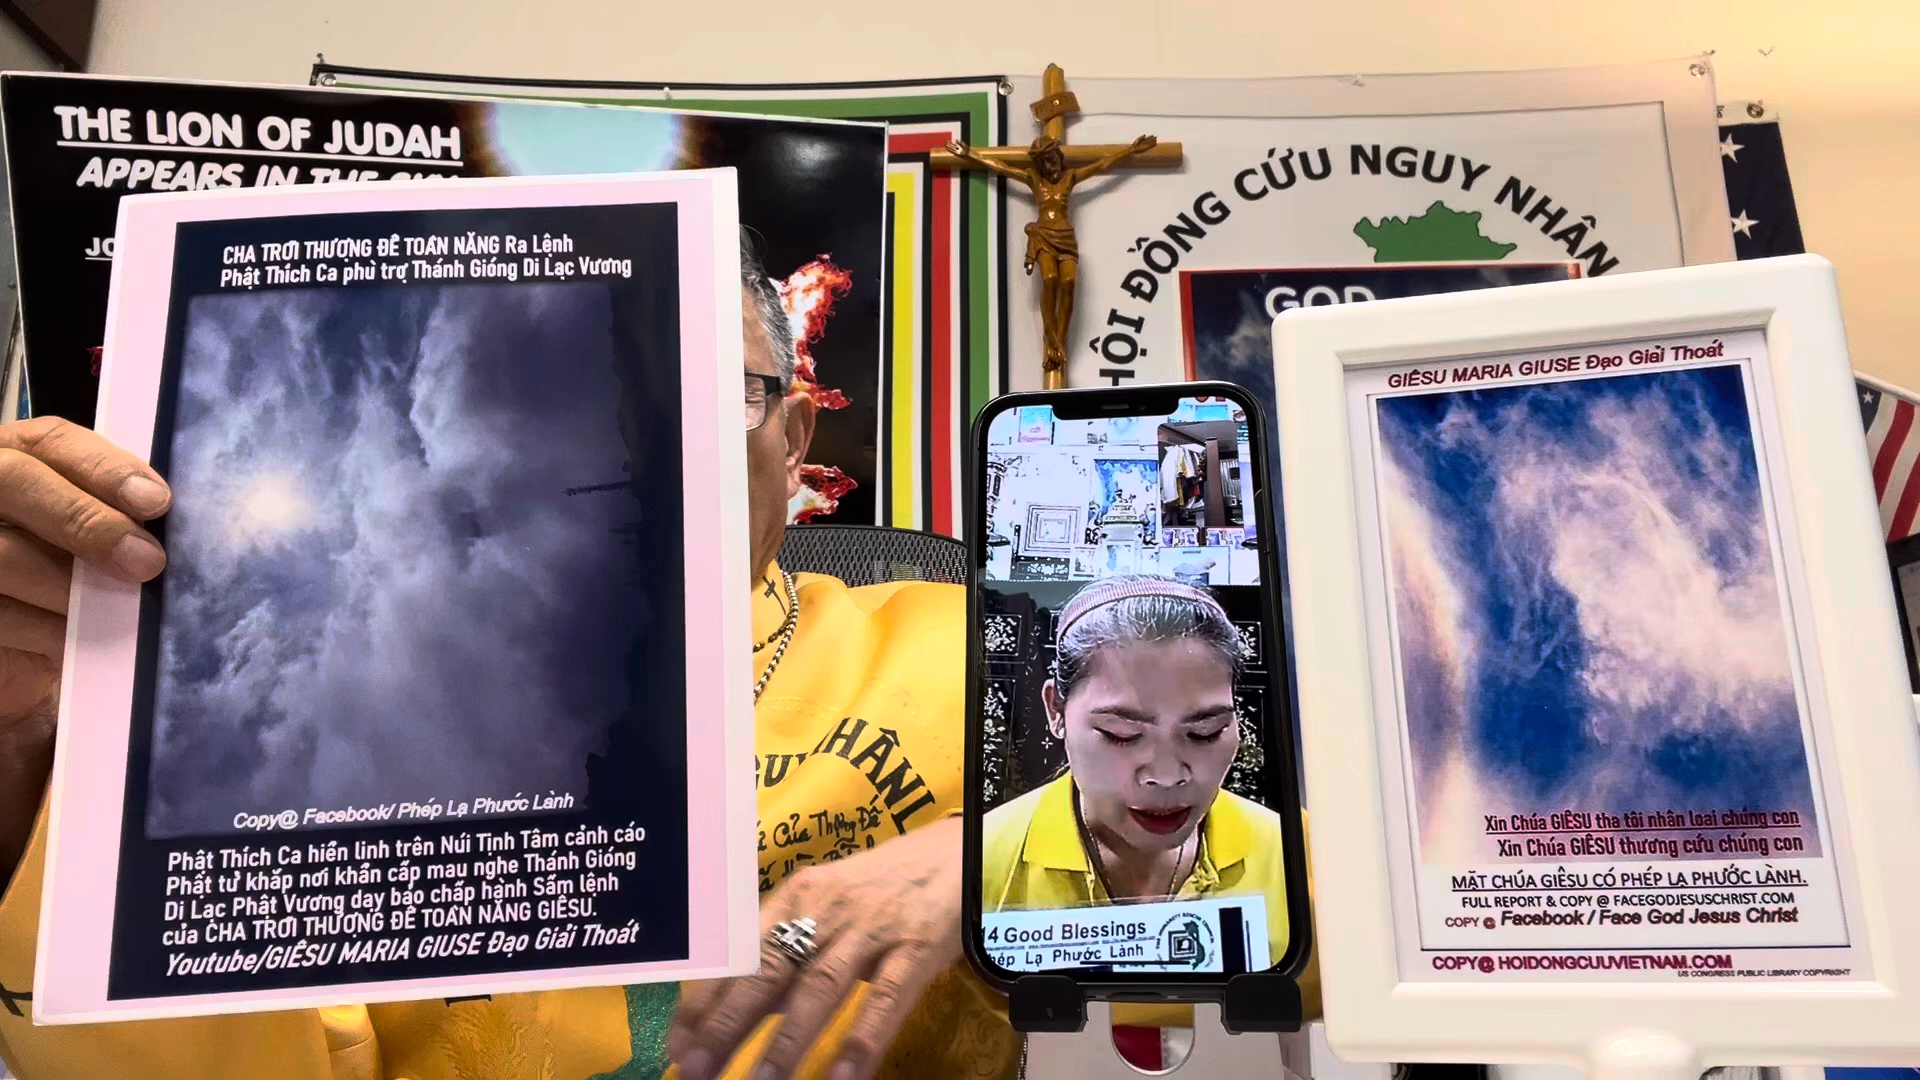 THE LION OF JUDAH
APPEARS IN THE
CHA TRỜI THƯỢNG ĐẾ TOÀN NĂNG Ra Lệnh
Phật Thích Ca phù trợ Thánh Gióng Di Lạc Vương
Copy@ Facebook/ Phép Lạ Phước Lành
Phật Thích Ca hiển linh trên Núi Tịnh Tâm cảnh cáo
Phật tử khắp nơi khẩn cấp mau nghe Thánh Gióng
Di Lạc Phật Vương dạy bảo chấp hành Sấm lệnh
của CHA TRỜI THƯỢNG ĐẾ TOÀN NĂNG GIÊSU.
Youtube/GIÊSU MARIA GIUSE Đạo Giải Thoát
HỘI ĐỒNG CỨU NGUY NHÂN
GOD
NHÂN L
Của Thượng Đế
14 Good Blessings
hép Lạ Phước Lành
GIÊSU MARIA GIUSE Đạo Giải Thoát
Xin Chúa GIÊSU tha tội nhân loại chúng con
Xin Chúa GIÊSU thương cứu chúng con
MẶT CHÚA GIÊSU CÓ PHÉP LẠ PHƯỚC LÀNH.
FULL REPORT & COPY @ FACEGODJESUSCHRIST.COM
COPY @ Facebook / Face God Jesus Christ
COPY@ HOIDONGCUUVIETNAM.COM
US CONGRESS PUBLIC LIBRARY COPYRIGHT